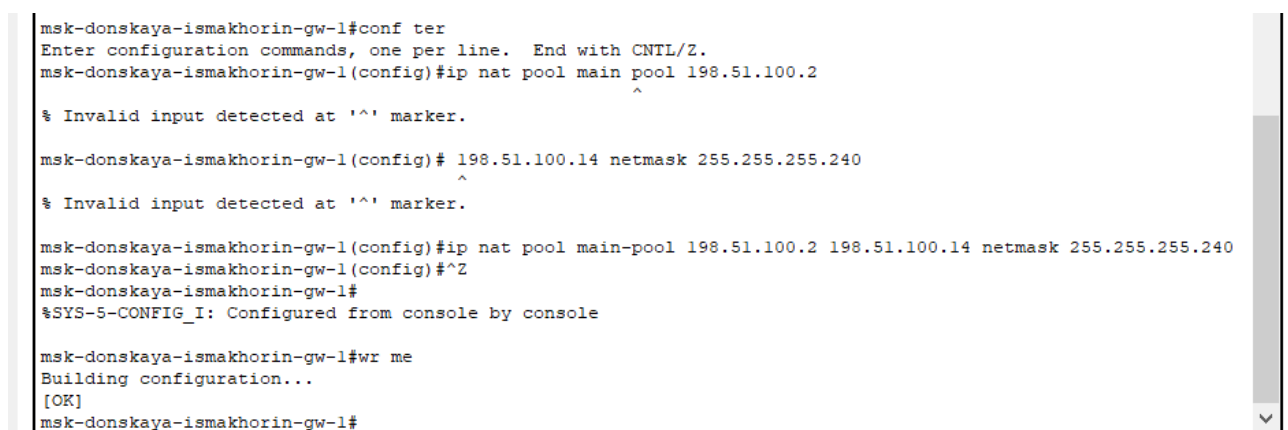 msk-donskaya-ismakhorin-gw-1#conf ter
Enter configuration commands, one per line.  End with CNTL/Z.
msk-donskaya-ismakhorin-gw-1(config)#ip nat pool main pool 198.51.100.2
^
% Invalid input detected at '^' marker.
msk-donskaya-ismakhorin-gw-1(config)# 198.51.100.14 netmask 255.255.255.240
^
% Invalid input detected at '^' marker.
msk-donskaya-ismakhorin-gw-1(config)#ip nat pool main-pool 198.51.100.2 198.51.100.14 netmask 255.255.255.240
msk-donskaya-ismakhorin-gw-1(config)#^Z
msk-donskaya-ismakhorin-gw-1#
%SYS-5-CONFIG_I: Configured from console by console
msk-donskaya-ismakhorin-gw-1#wr me
Building configuration...
[OK]
msk-donskaya-ismakhorin-gw-1#